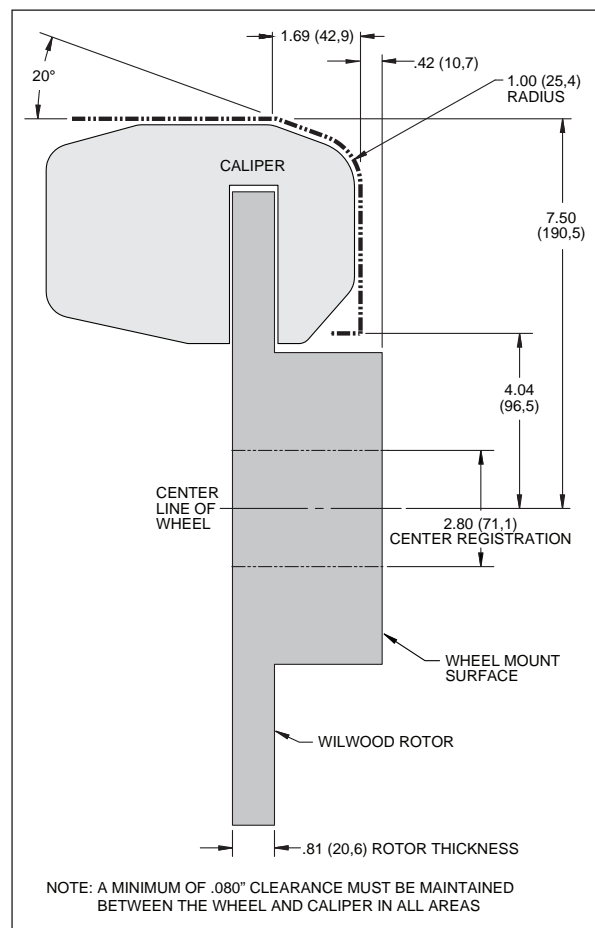 1.69 (42,9)
.42 (10,7)
20°
1.00 (25,4)
RADIUS
CALIPER
7.50
(190,5)
4.04
(96,5)
CENTER
LINE OF
WHEEL
2.80 (71,1)
CENTER REGISTRATION
WHEEL MOUNT
SURFACE
WILWOOD ROTOR
.81 (20,6) ROTOR THICKNESS
NOTE: A MINIMUM OF .080" CLEARANCE MUST BE MAINTAINED
BETWEEN THE WHEEL AND CALIPER IN ALL AREAS